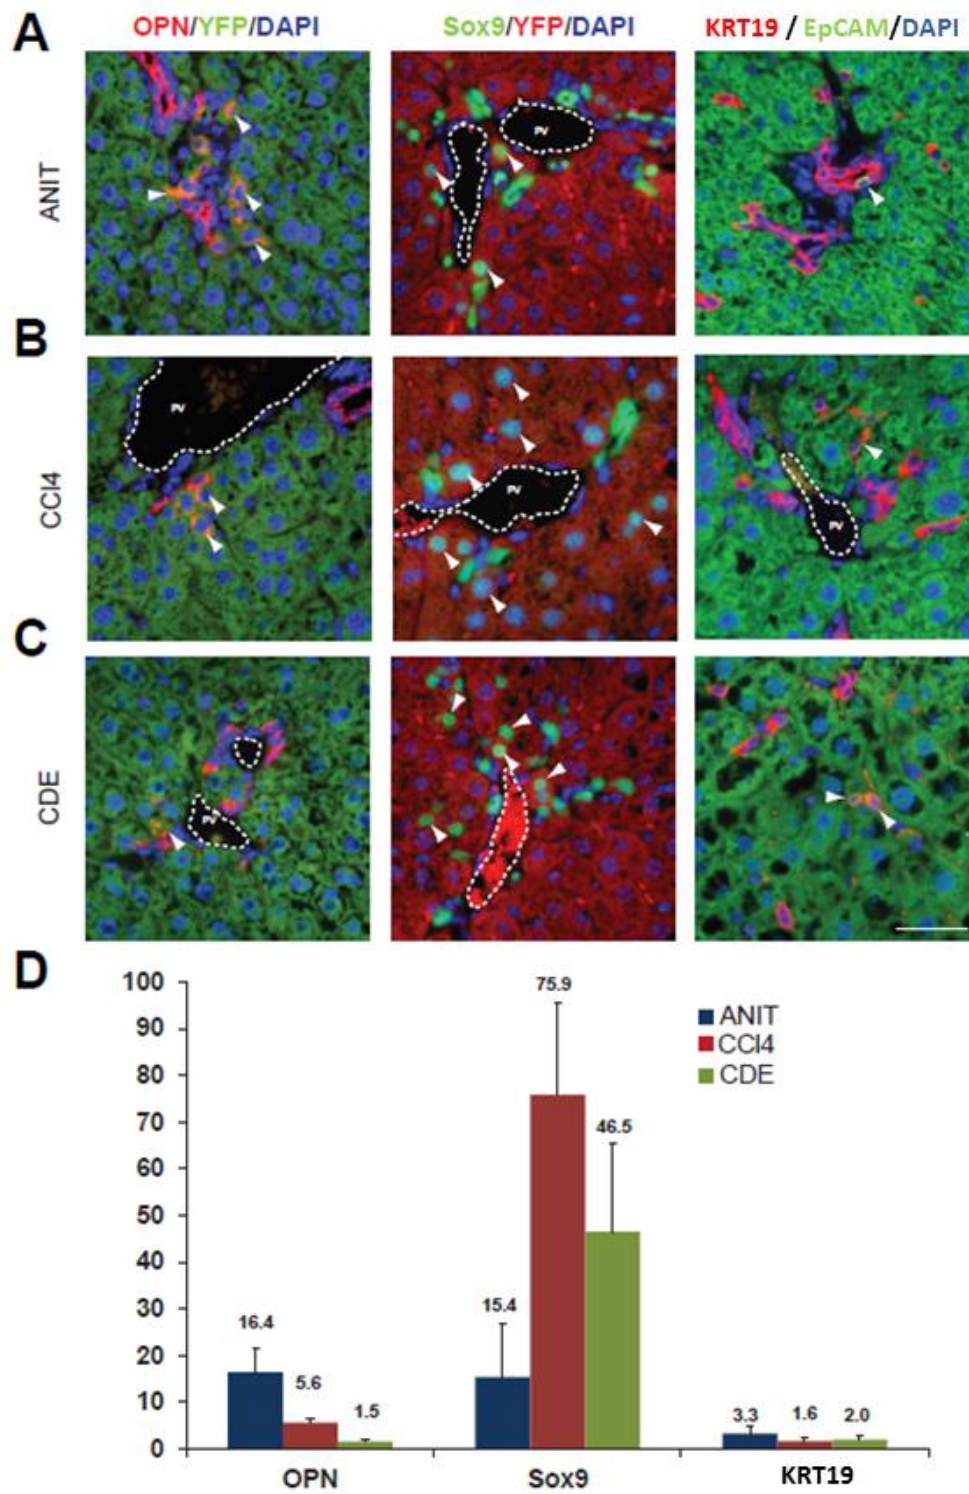 A
OPN/YFP/DAPI
Sox9/YFP/DAPI
KRT19 / EpCAM/DAPI
ANIT
PV
PV
B
CCl4
PV
PV
PV
C
CDE
PV
D
100
90
80
70
60
50
40
30
20
10
0
16.4
5.6
1.5
15.4
75.9
46.5
3.3
1.6
2.0
ANIT
CCl4
CDE
OPN
Sox9
KRT19